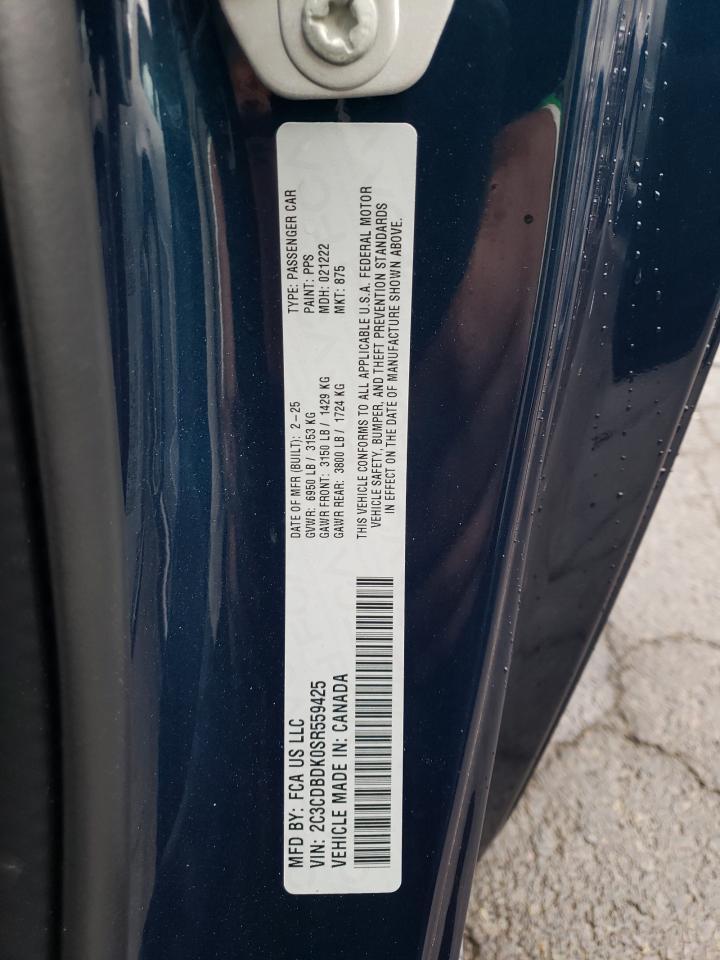 MFD BY: FCA US LLC
VIN: 2C3CDBDK0SR559425
VEHICLE MADE IN: CANADA
DATE OF MFR (BUILT): 2-25
GVWR: 6950 LB / 3153 KG
GAWR FRONT: 3150 LB / 1429 KG
GAWR REAR: 3800 LB / 1724 KG
TYPE: PASSENGER CAR
PAINT: PPS
MDH: 021222
MKT: 875
THIS VEHICLE CONFORMS TO ALL APPLICABLE U.S.A. FEDERAL MOTOR
VEHICLE SAFETY, BUMPER, AND THEFT PREVENTION STANDARDS
IN EFFECT ON THE DATE OF MANUFACTURE SHOWN ABOVE.